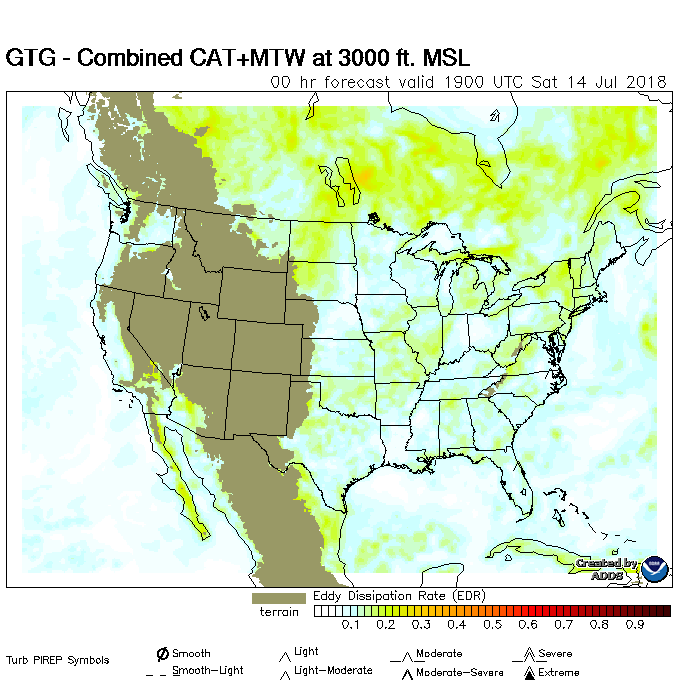 GTG - Combined CAT+MTW at 3000 ft. MSL
00 hr forecast valid 1900 UTC Sat 14 Jul 2018
Created by
ADDS
Eddy Dissipation Rate (EDR)
terrain
0.1 0.2 0.3 0.4 0.5 0.6 0.7 0.8 0.9
Turb PIREP Symbols
Smooth Light Moderate Severe
Smooth-Light Light-Moderate Moderate-Severe Extreme